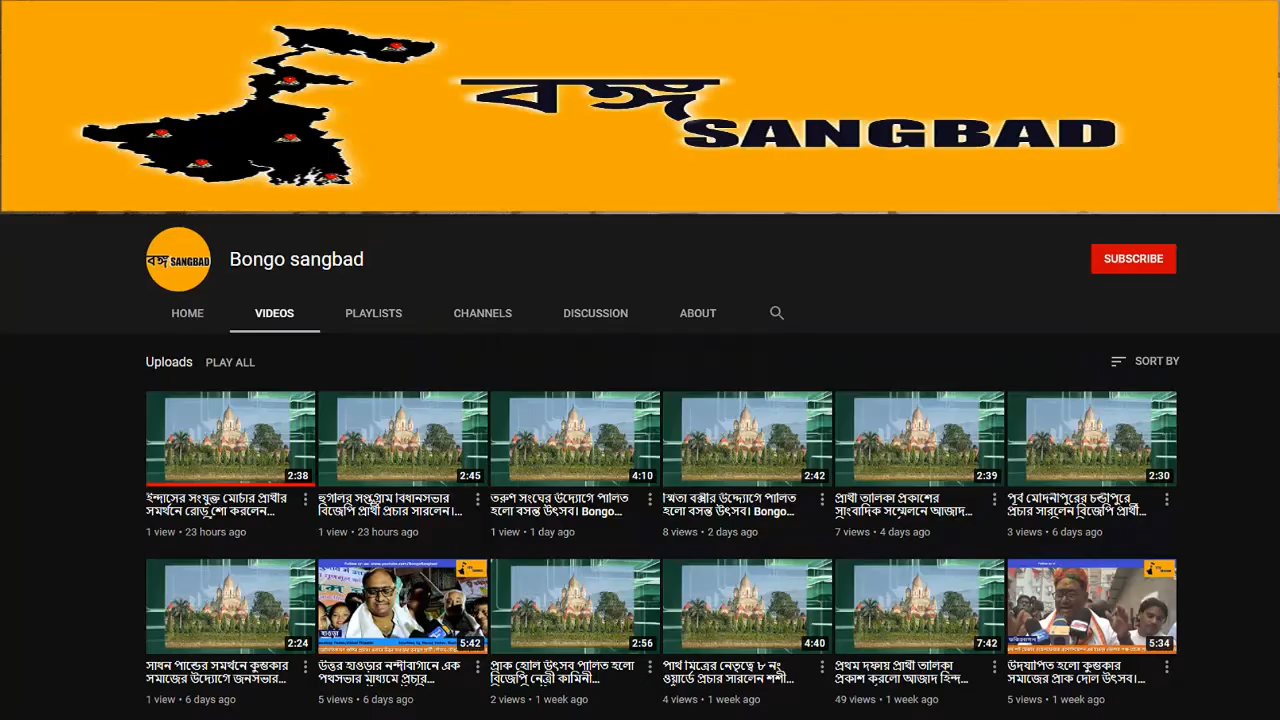 বঙ্গ
SANGBAD
বঙ্গ SANGBAD
Bongo sangbad
SUBSCRIBE
HOME VIDEOS PLAYLISTS CHANNELS DISCUSSION ABOUT
Uploads PLAY ALL SORT BY
2:38 2:45 4:10 2:42 2:39 2:30
ইন্দাসের সংযুক্ত মোর্চার প্রার্থীর হুগলীর সপ্তগ্রাম বিধানসভার তরুণ সংঘের উদ্যোগে পালিত স্মিতা বক্সীর উদ্দ্যোগে পালিত প্রার্থী তালিকা প্রকাশের পূর্ব মেদিনীপুরের চন্ডীপুরে
সমর্থনে রোড় শো করলেন... বিজেপি প্রার্থী প্রচার সারলেন।... হলো বসন্ত উৎসব। Bongo... হলো বসন্ত উৎসব। Bongo... সাংবাদিক সম্মেলনে আজাদ... প্রচার সারলেন বিজেপি প্রার্থী...
1 view • 23 hours ago 1 view • 23 hours ago 1 view • 1 day ago 8 views • 2 days ago 7 views • 4 days ago 3 views • 6 days ago
হাওড়া
2:24 5:42 2:56 4:40 7:42 5:34
সাধন পান্ডের সমর্থনে কুম্ভকার উত্তর হাওড়ার নন্দীবাগানে এক প্রাক হোলি উৎসব পালিত হলো পার্থ মিত্রের নেতৃত্বে ৮ নং প্রথম দফায় প্রার্থী তালিকা উদযাপিত হলো কুম্ভকার
সমাজের উদ্যোগে জনসভার... পথসভার মাধ্যমে প্রচার... বিজেপি নেত্রী কামিনী... ওয়ার্ডে প্রচার সারলেন শশী... প্রকাশ করলো আজাদ হিন্দ... সমাজের প্রাক দোল উৎসব।...
1 view • 6 days ago 5 views • 6 days ago 2 views • 1 week ago 4 views • 1 week ago 49 views • 1 week ago 5 views • 1 week ago